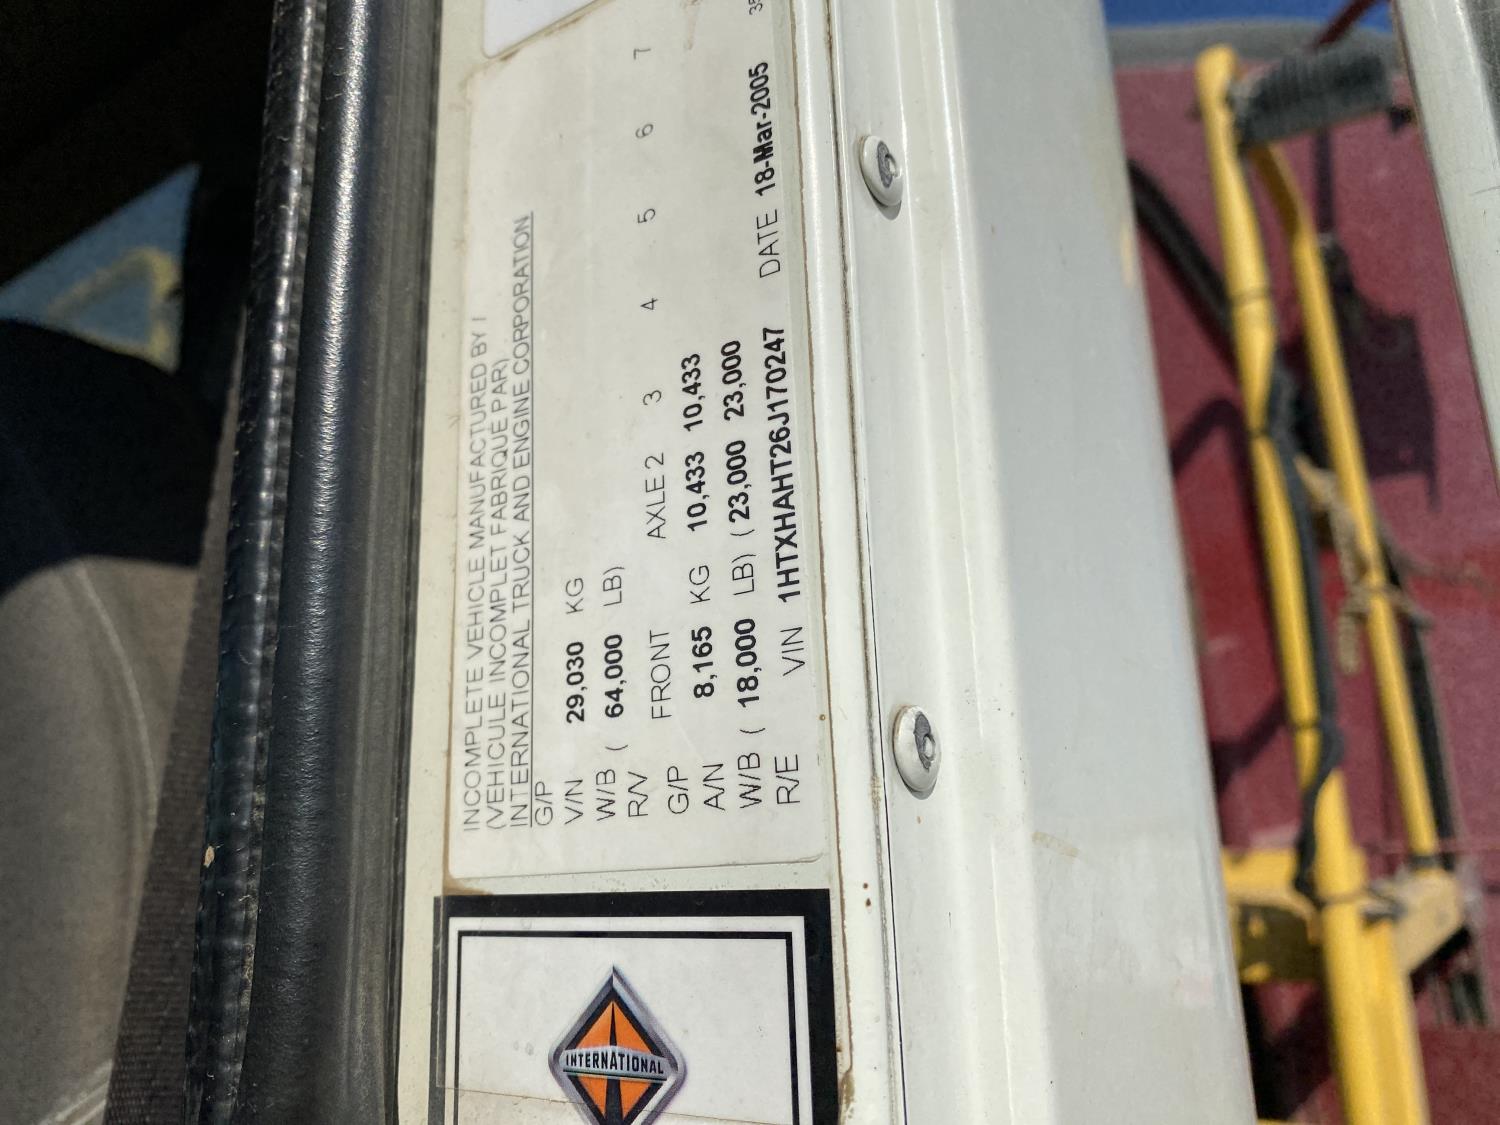 INCOMPLETE VEHICLE MANUFACTURED BY /
(VEHICULE INCOMPLET FABRIQUE PAR)
INTERNATIONAL TRUCK AND ENGINE CORPORATION
G/P
V/N 29,030 KG
W/B ( 64,000 LB)
R/V FRONT AXLE 2 3 4 5 6 7
G/P
A/N 8,165 KG 10,433 10,433
W/B ( 18,000 LB) ( 23,000 23,000
R/E VIN 1HTXHAHT26J170247 DATE 18-Mar-2005
INTERNATIONAL